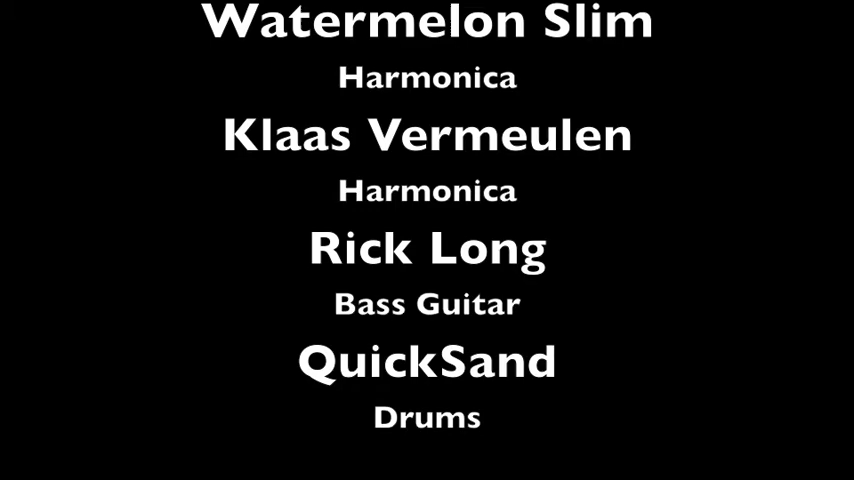 Watermelon Slim
Harmonica
Klaas Vermeulen
Harmonica
Rick Long
Bass Guitar
QuickSand
Drums